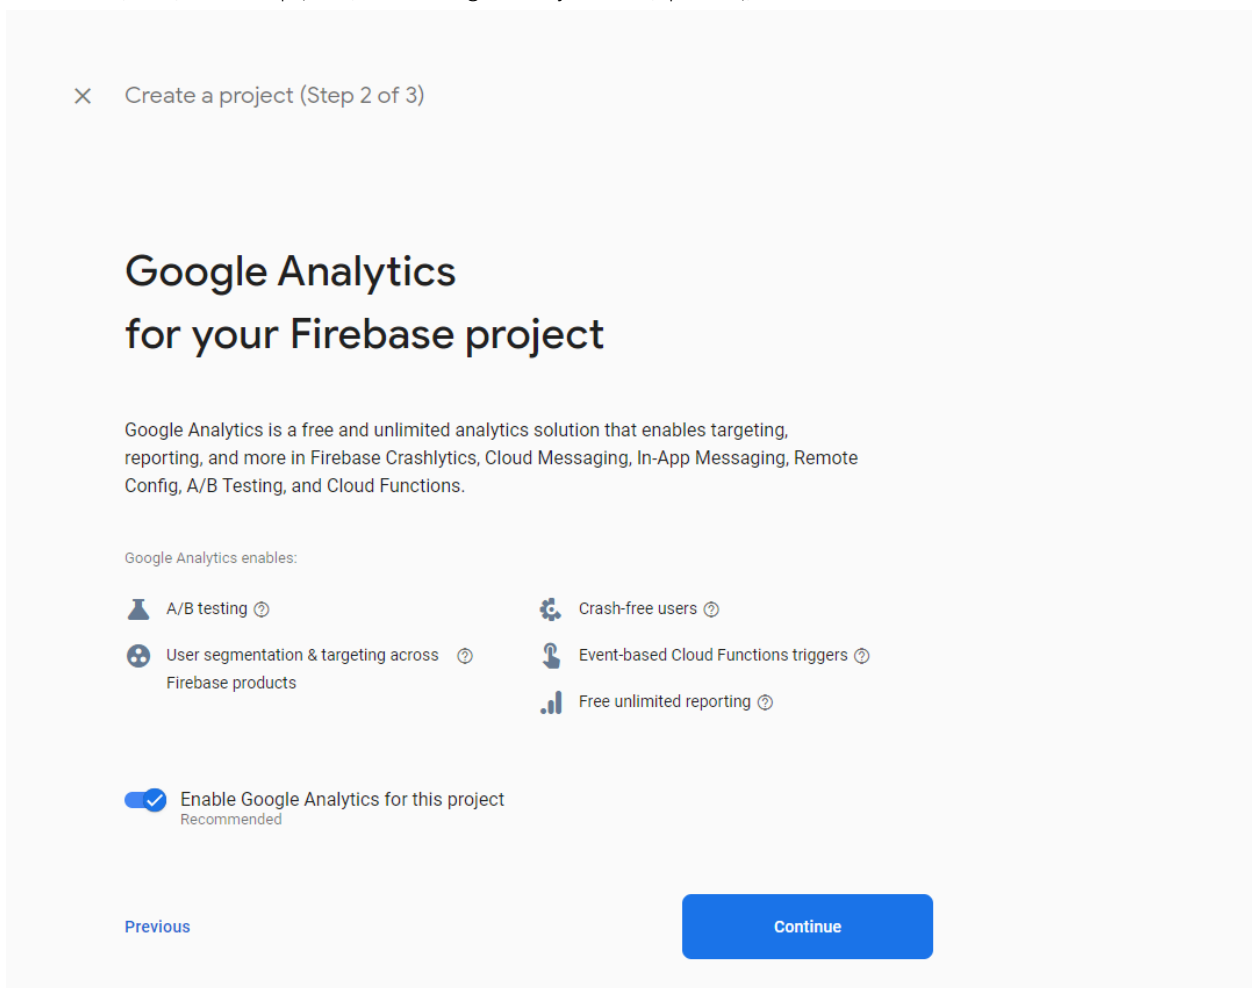 Create a project (Step 2 of 3)
Google Analytics
for your Firebase project
Google Analytics is a free and unlimited analytics solution that enables targeting,
reporting, and more in Firebase Crashlytics, Cloud Messaging, In-App Messaging, Remote
Config, A/B Testing, and Cloud Functions.
Google Analytics enables:
A/B testing
User segmentation & targeting across
Firebase products
Crash-free users
Event-based Cloud Functions triggers
Free unlimited reporting
Enable Google Analytics for this project
Recommended
Previous
Continue